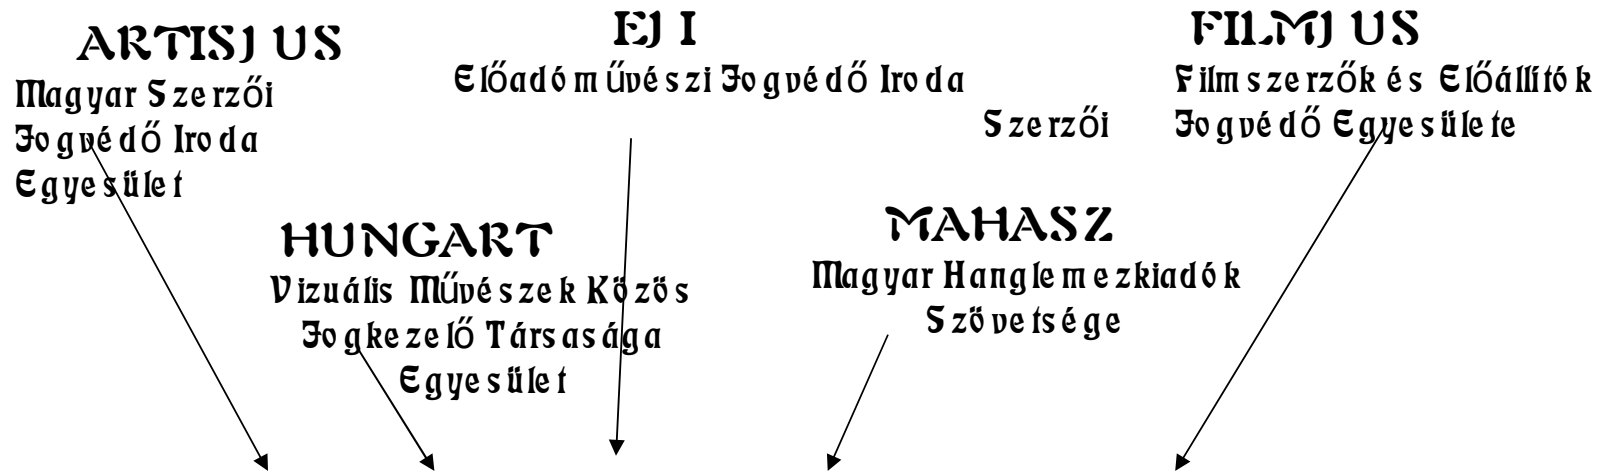 ARTISJUS
Magyar Szerzői
Jogvédő Iroda
Egyesület
EJI
Előadóművészi Jogvédő Iroda
Szerzői
FILMJUS
Filmszerzők és Előállítók
Jogvédő Egyesülete
HUNGART
Vizuális Művészek Közös
Jogkezelő Társasága
Egyesület
MAHASZ
Magyar Hanglemezkiadók
Szövetsége